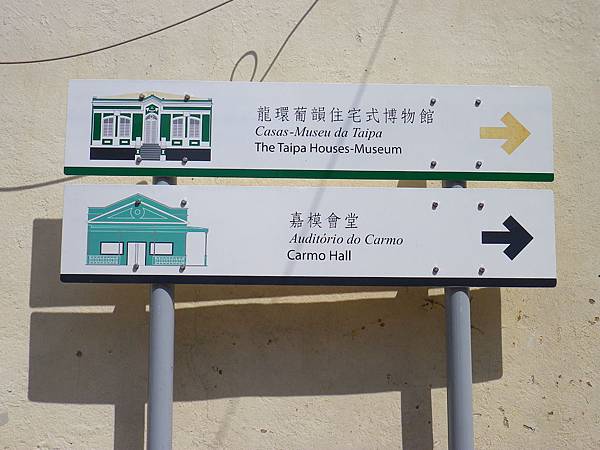 龍環葡韻住宅式博物館
Casas-Museu da Taipa
The Taipa Houses-Museum
嘉模會堂
Auditório do Carmo
Carmo Hall